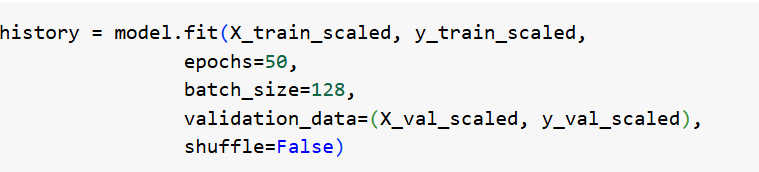 history = model.fit(X_train_scaled, y_train_scaled,
epochs=50,
batch_size=128,
validation_data=(X_val_scaled, y_val_scaled),
shuffle=False)